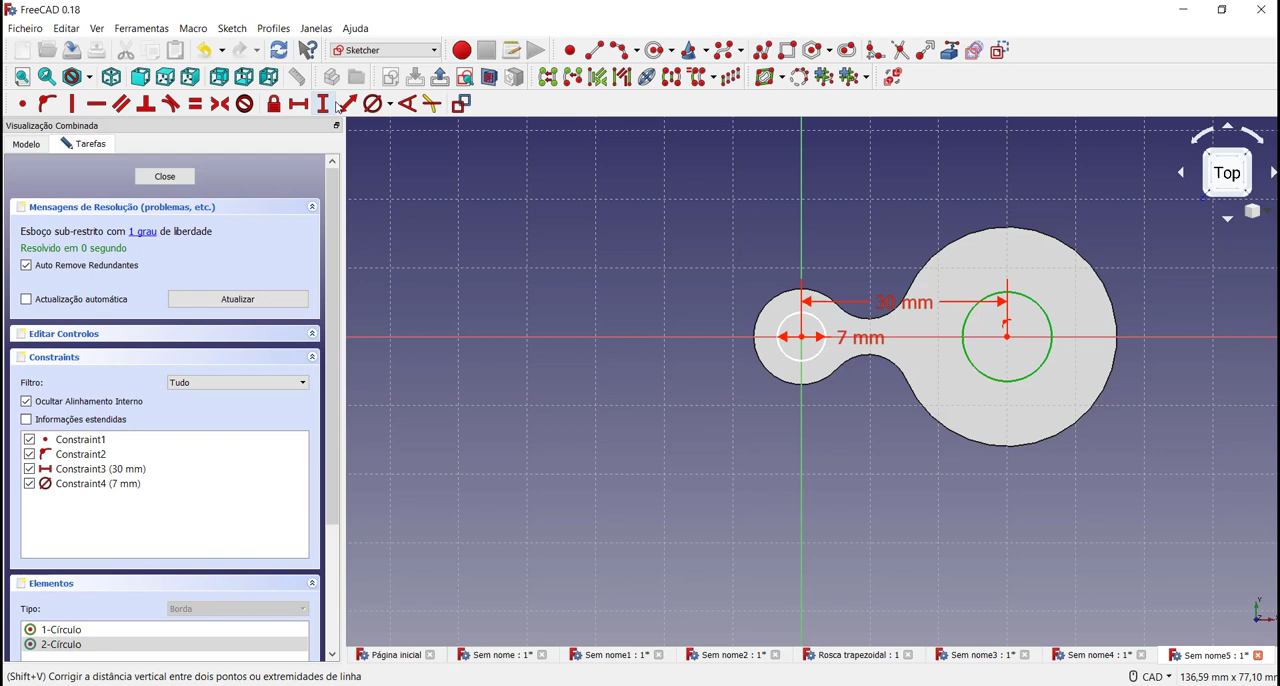 FreeCAD 0.18
Ficheiro Editar Ver Ferramentas Macro Sketch Profiles Janelas Ajuda
Sketcher
Visualização Combinada
Modelo Tarefas
Close
Mensagens de Resolução (problemas, etc.)
Esboço sub-restrito com 1 grau de liberdade
Resolvido em 0 segundo
Auto Remove Redundantes
Actualização automática Atualizar
Editar Controlos
Constraints
Filtro: Tudo
Ocultar Alinhamento Interno
Informações estendidas
Constraint1
Constraint2
Constraint3 (30 mm)
Constraint4 (7 mm)
Elementos
Tipo: Borda
1-Círculo
2-Círculo
Top
30 mm
7 mm
Y
Z
Página inicial Sem nome : 1* Sem nome1 : 1* Sem nome2 : 1* Rosca trapezoidal : 1 Sem nome3 : 1* Sem nome4 : 1* Sem nome5 : 1*
(Shift+V) Corrigir a distância vertical entre dois pontos ou extremidades de linha CAD 136,59 mm x 77,10 mm